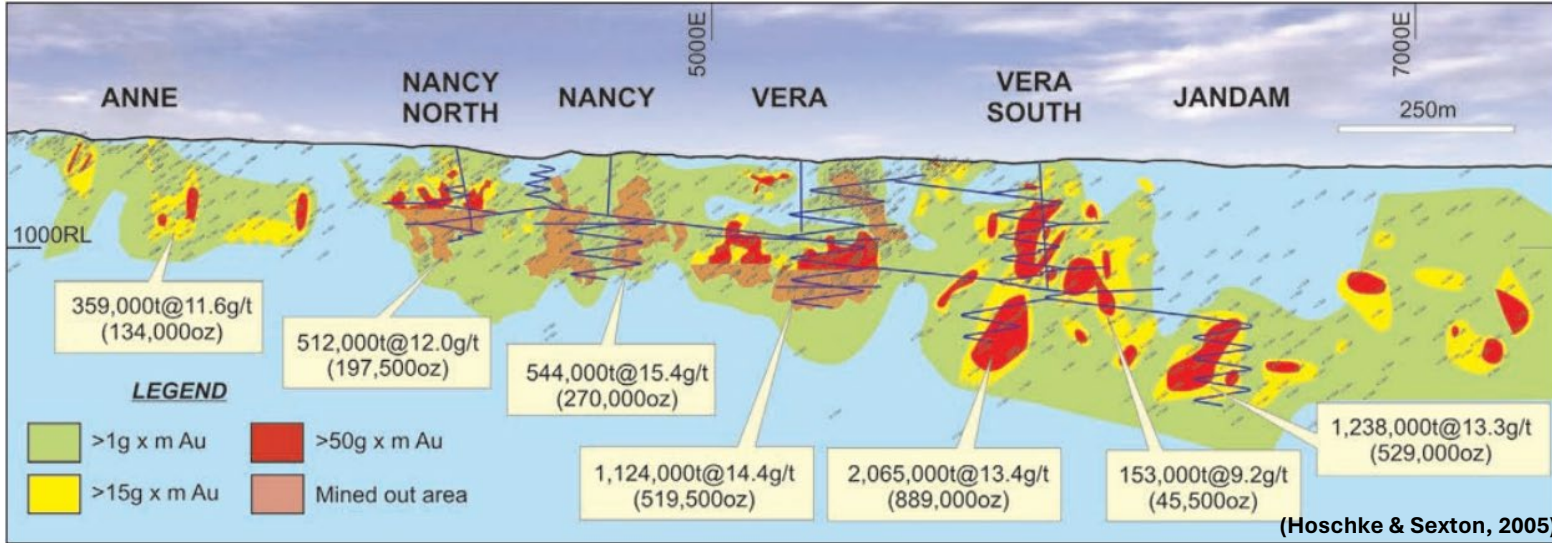 5000E
7000E
ANNE
NANCY
NORTH
NANCY
VERA
VERA
SOUTH
JANDAM
250m
1000RL
359,000t@11.6g/t
(134,000oz)
512,000t@12.0g/t
(197,500oz)
544,000t@15.4g/t
(270,000oz)
1,124,000t@14.4g/t
(519,500oz)
2,065,000t@13.4g/t
(889,000oz)
153,000t@9.2g/t
(45,500oz)
1,238,000t@13.3g/t
(529,000oz)
LEGEND
>1g x m Au
>50g x m Au
>15g x m Au
Mined out area
(Hoschke & Sexton, 2005)